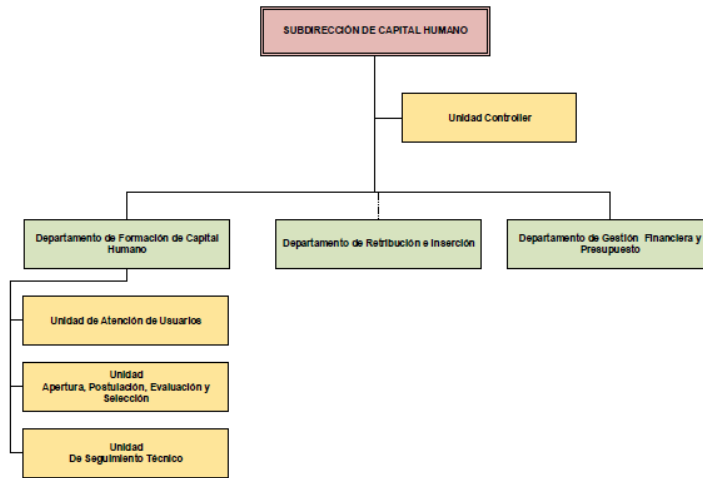 SUBDIRECCIÓN DE CAPITAL HUMANO
Unidad Controller
Departamento de Formación de Capital
Humano
Departamento de Retribución e Inserción
Departamento de Gestión Financiera y
Presupuesto
Unidad de Atención de Usuarios
Unidad
Apertura, Postulación, Evaluación y
Selección
Unidad
De Seguimiento Técnico